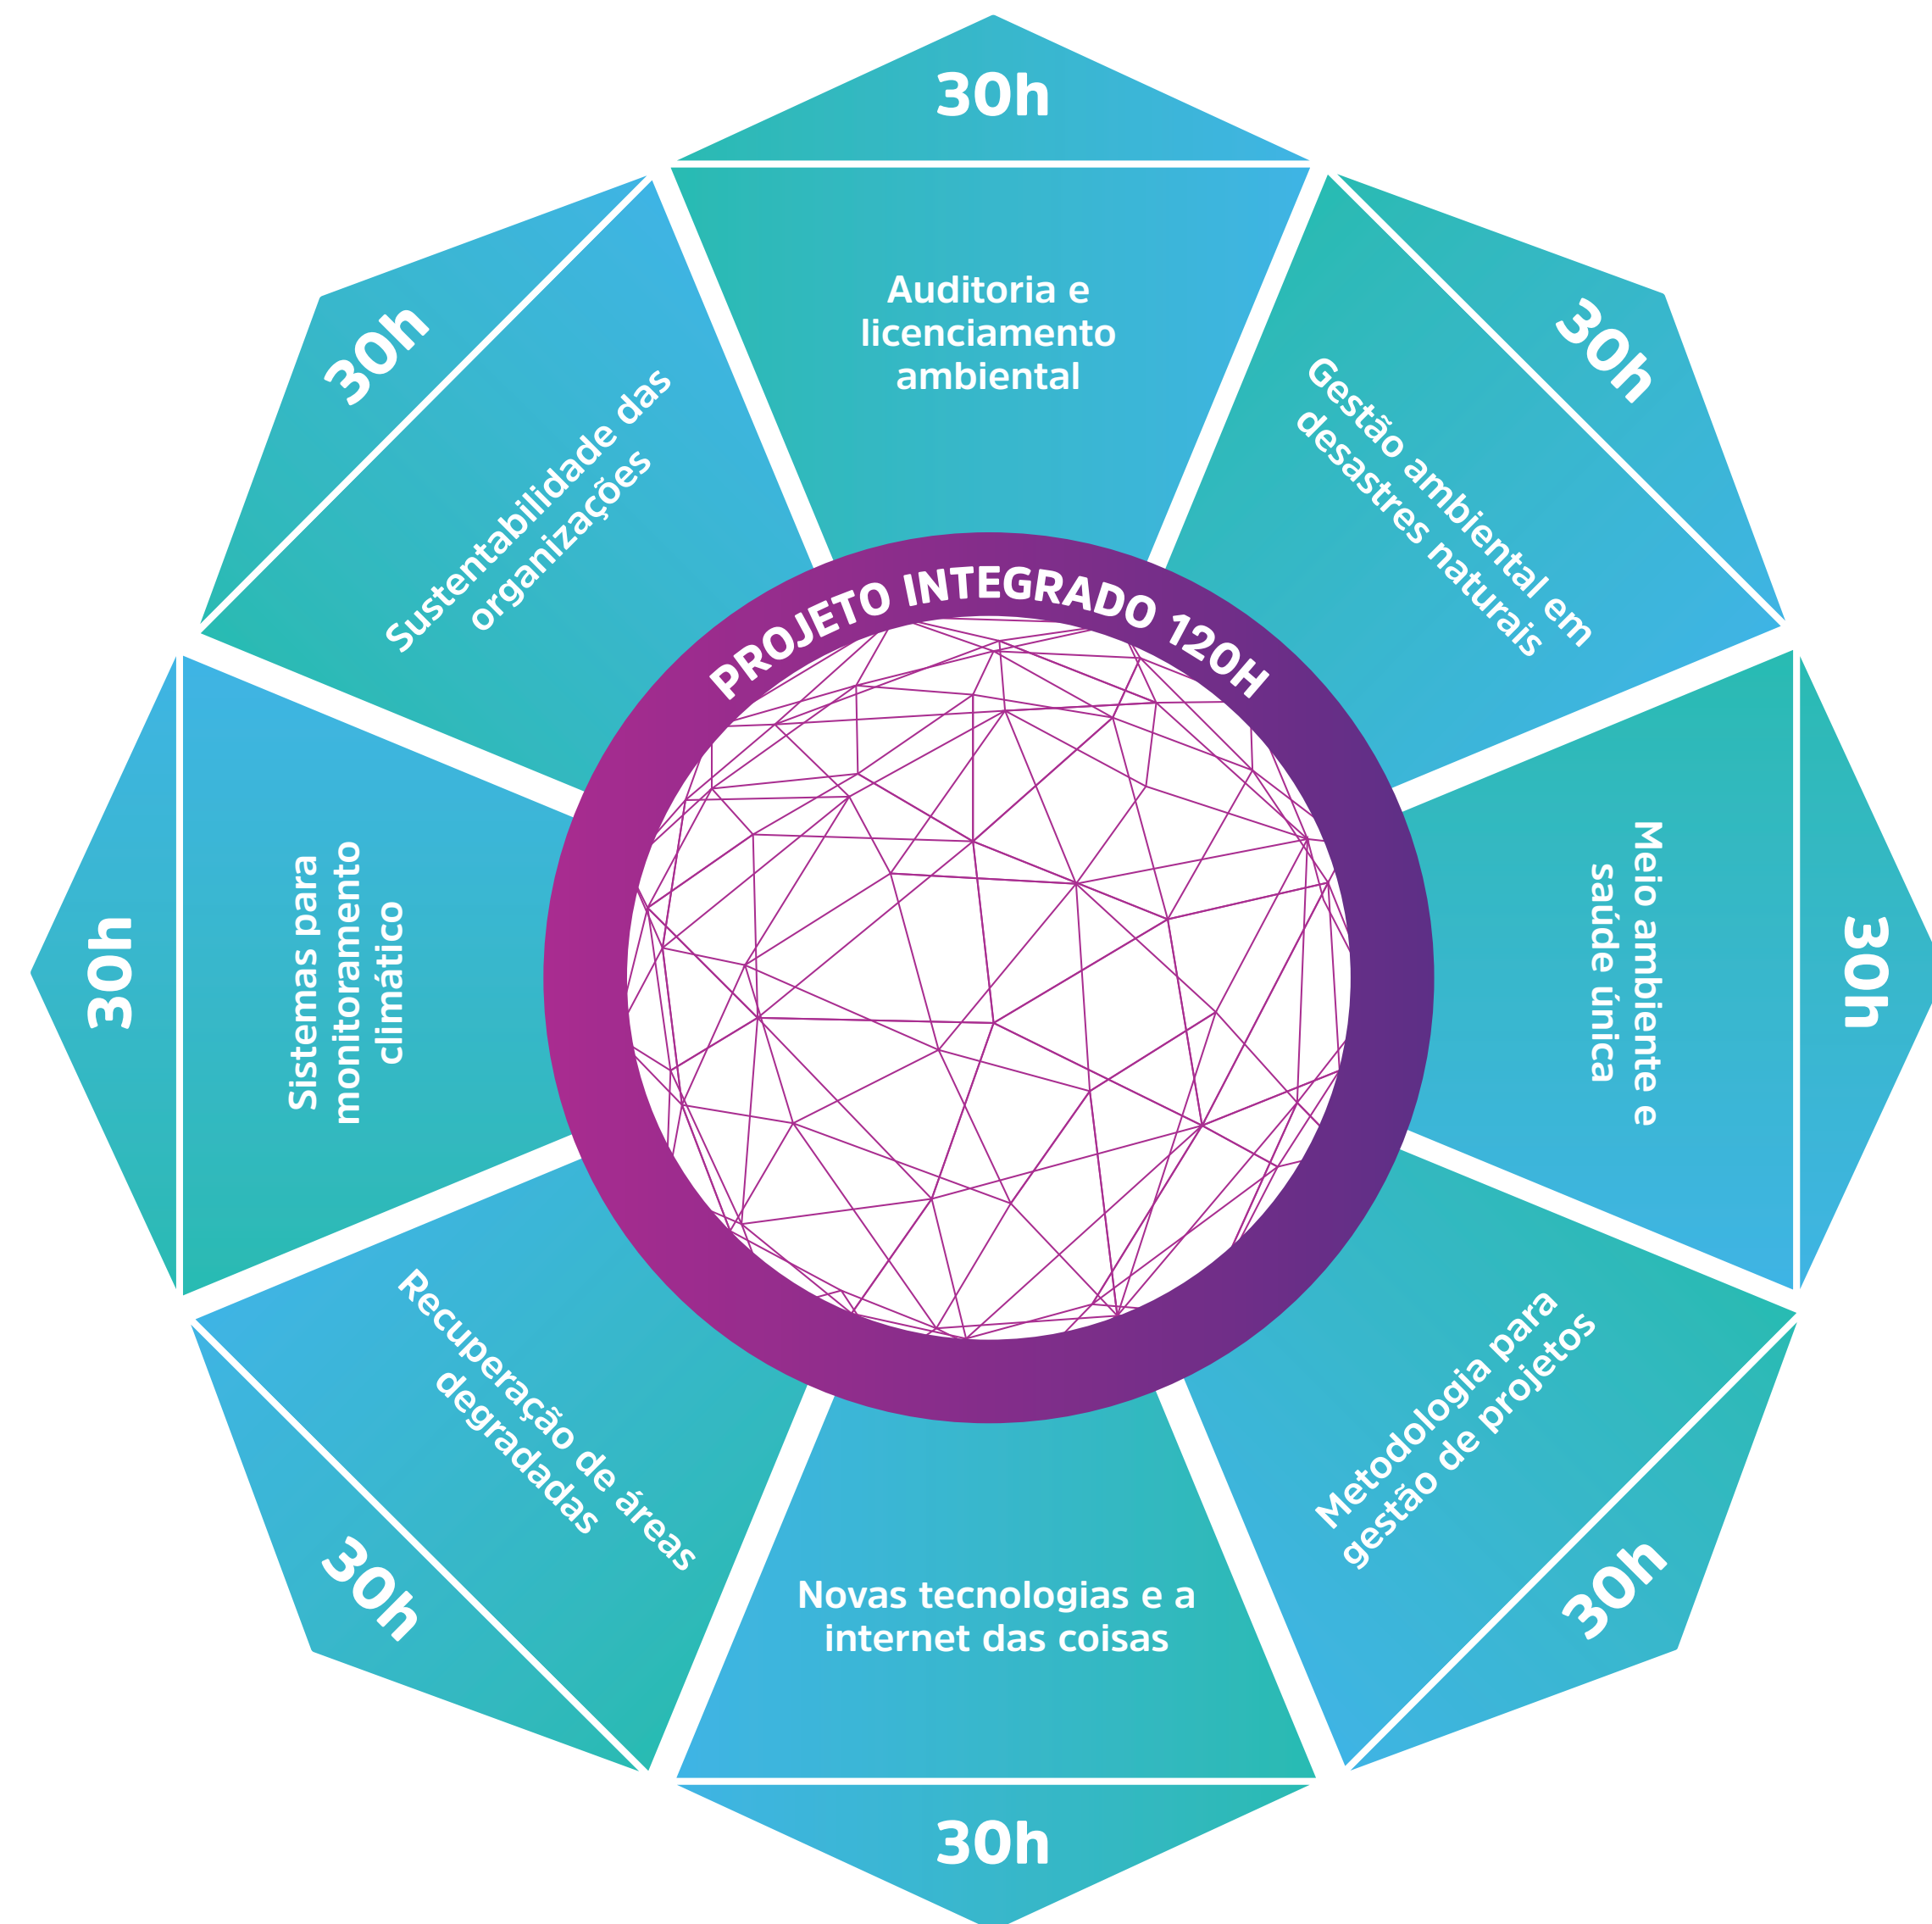 30h
Auditoria e
licenciamento
ambiental
30h
Gestão ambiental em
desastres naturais
30h
Meio ambiente e
saúde única
30h
Metodologia para
gestão de projetos
30h
Novas tecnologias e a
internet das coisas
30h
Recuperação de áreas
degradadas
30h
Sistemas para
monitoramento
climático
30h
Sustentabilidade das
organizações
PROJETO INTEGRADO 120H